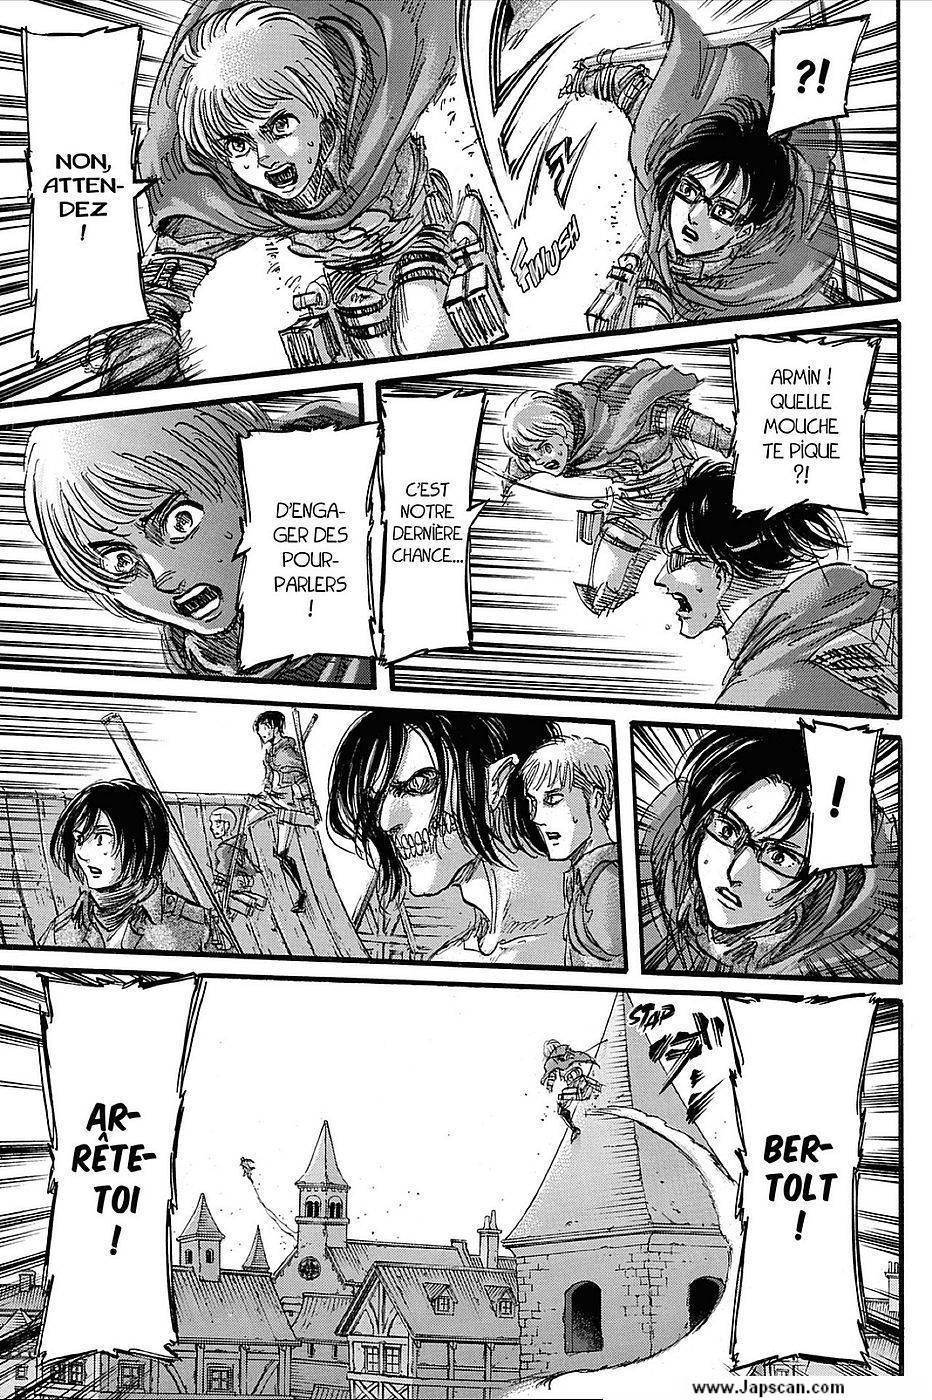 ?!
NON,
ATTEN-
DEZ
!
FWUSH
ARMIN !
QUELLE
MOUCHE
TE PIQUE
?!
C'EST
NOTRE
DERNIÈRE
CHANCE...
D'ENGA-
GER DES
POUR-
PARLERS
!
!
BER-
TOLT
!
STAP
AR-
RÊTE-
TOI
!
www.Japscan.com